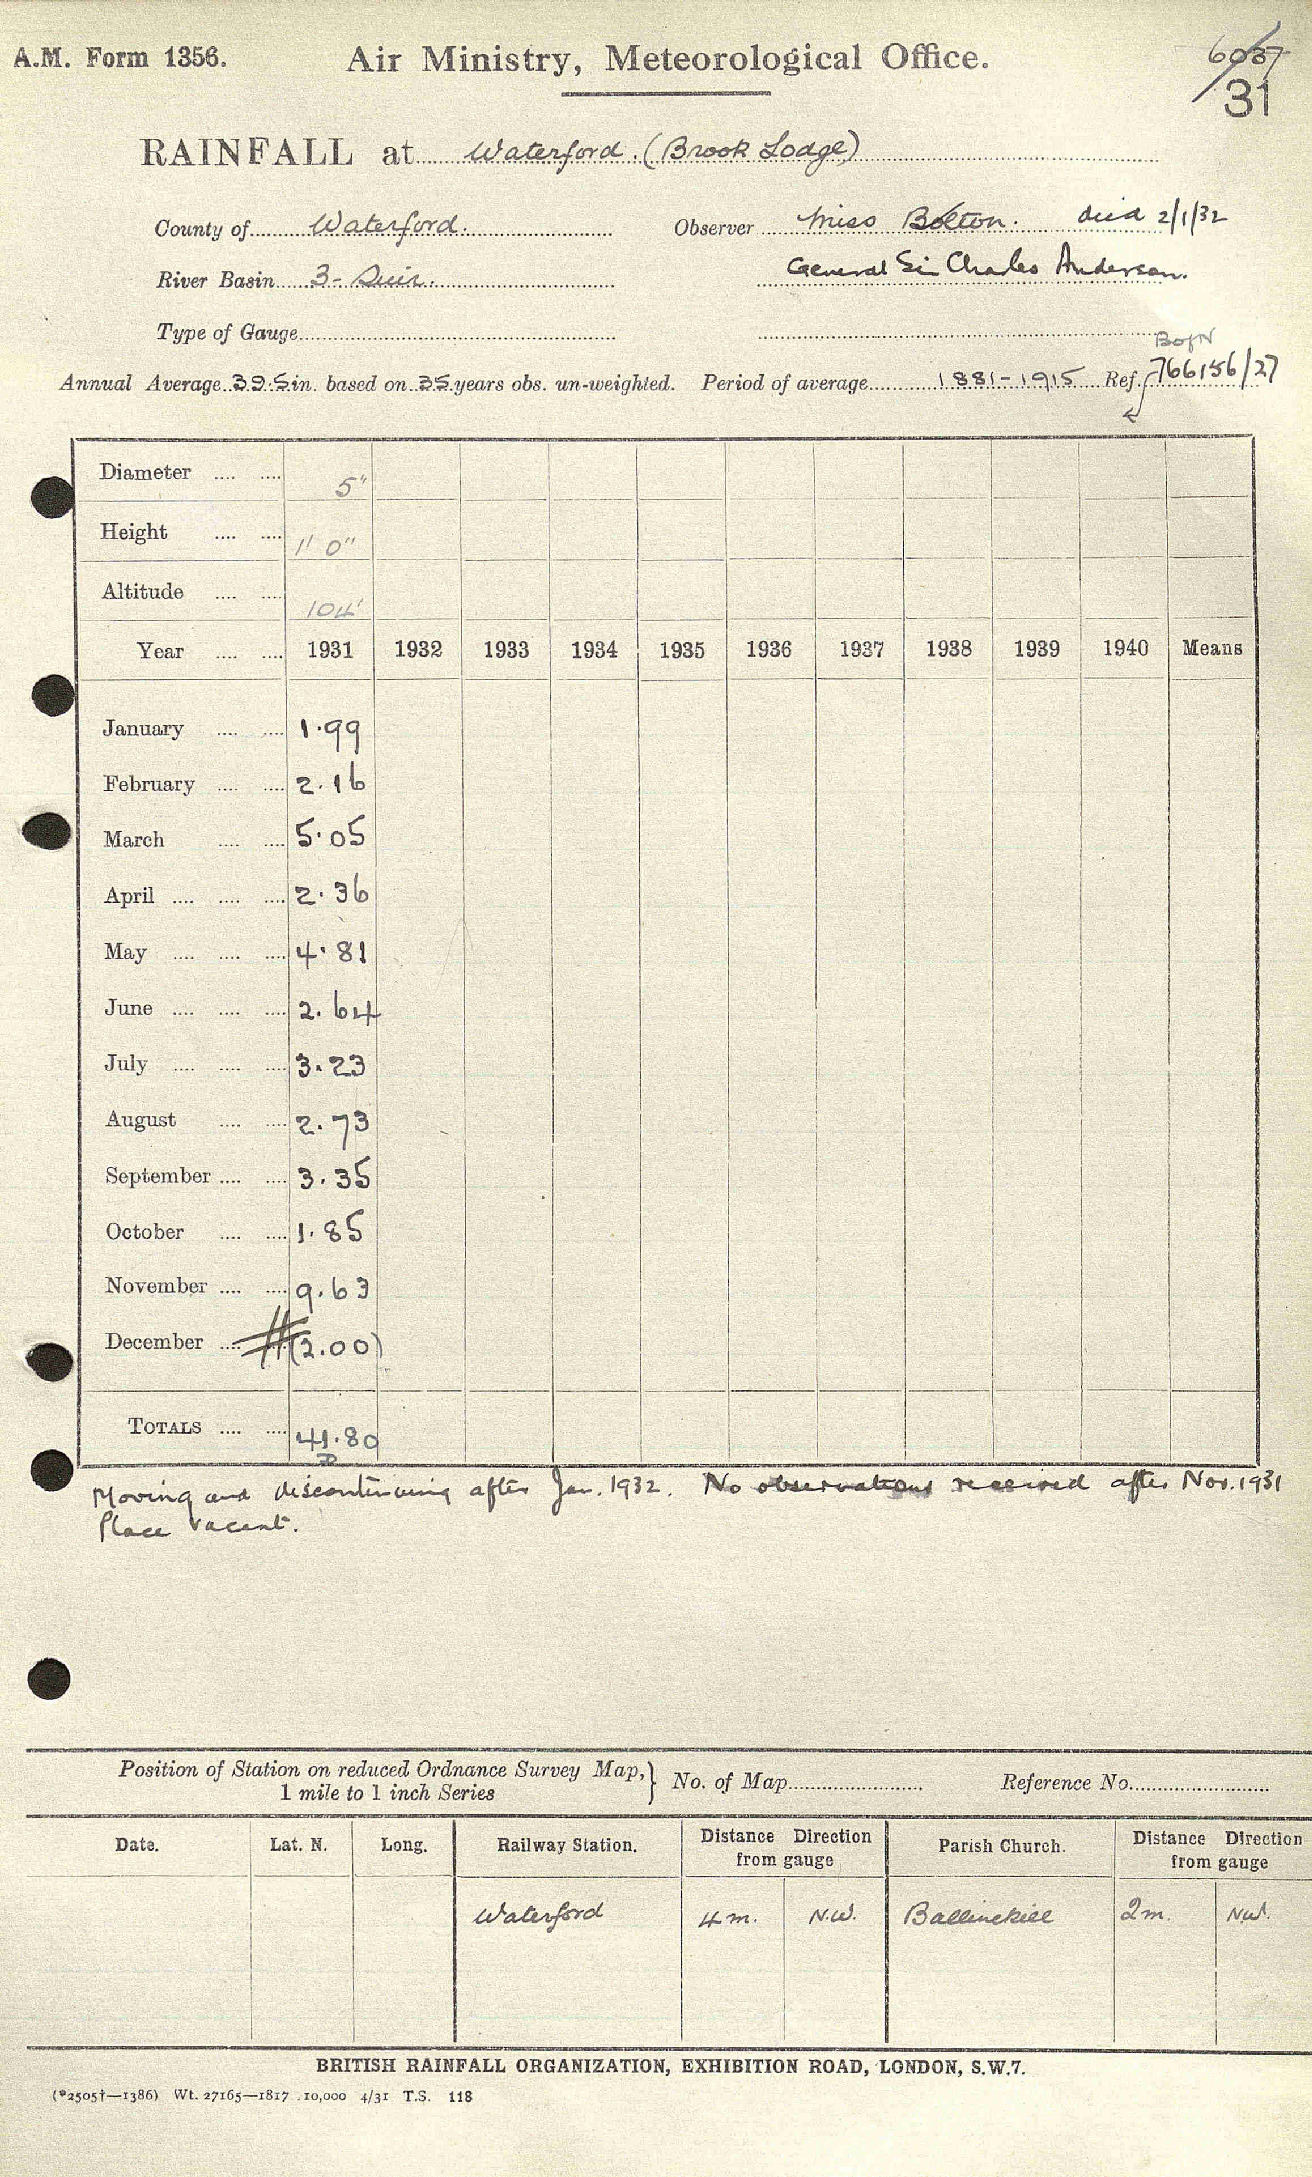 A.M. Form 1356.
Air Ministry, Meteorological Office.
6037
31
RAINFALL at Waterford. (Brook Lodge)
County of Waterford.
Observer Miss Bolton. died 2/1/32
River Basin 3 - Suir.
General Sir Charles Anderson.
Type of Gauge
B of N
Annual Average 39.5 in. based on 35 years obs. un-weighted. Period of average 1881-1915 Ref. 766156/27
Diameter .... .... 5"
Height .... .... 1' 0"
Altitude .... .... 104'
Year .... .... 1931 1932 1933 1934 1935 1936 1937 1938 1939 1940 Means
January .... .... 1.99
February .... .... 2.16
March .... .... 5.05
April .... .... .... 2.36
May .... .... .... 4.81
June .... .... .... 2.64
July .... .... .... 3.23
August .... .... 2.73
September .... .... 3.35
October .... .... 1.85
November .... .... 9.63
December .... # (2.00)
TOTALS .... .... 41.80
Moving and discontinuing after Jan. 1932. No observations received after Nov. 1931
Place vacant.
Position of Station on reduced Ordnance Survey Map, } No. of Map Reference No.
1 mile to 1 inch Series
Date. Lat. N. Long. Railway Station. Distance Direction from gauge Parish Church. Distance Direction from gauge
Waterford 4 m. N.W. Ballinakill 2 m. N.W.
BRITISH RAINFALL ORGANIZATION, EXHIBITION ROAD, LONDON, S.W.7.
(*2505†—1386) Wt. 27165—1817 10,000 4/31 T.S. 118